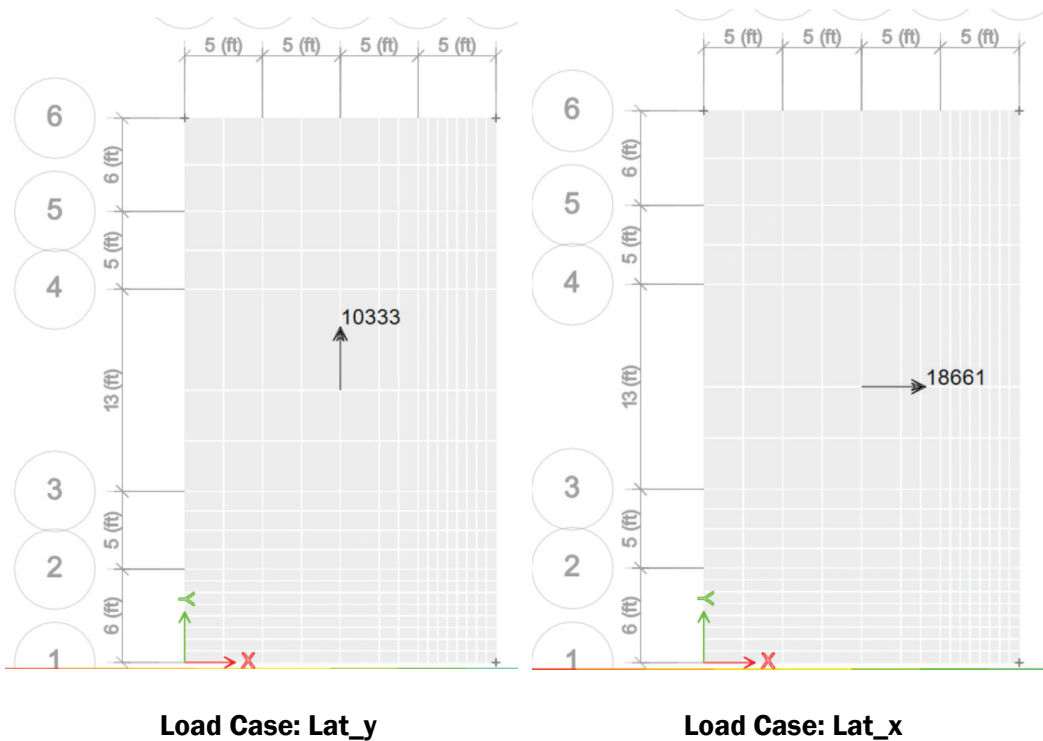 5 (ft) 5 (ft) 5 (ft) 5 (ft)
6
6 (ft)
5
5 (ft)
4
10333
13 (ft)
3
5 (ft)
2
6 (ft)
Y
1
X
Load Case: Lat_y
5 (ft) 5 (ft) 5 (ft) 5 (ft)
6
6 (ft)
5
5 (ft)
4
18661
13 (ft)
3
5 (ft)
2
6 (ft)
Y
1
X
Load Case: Lat_x